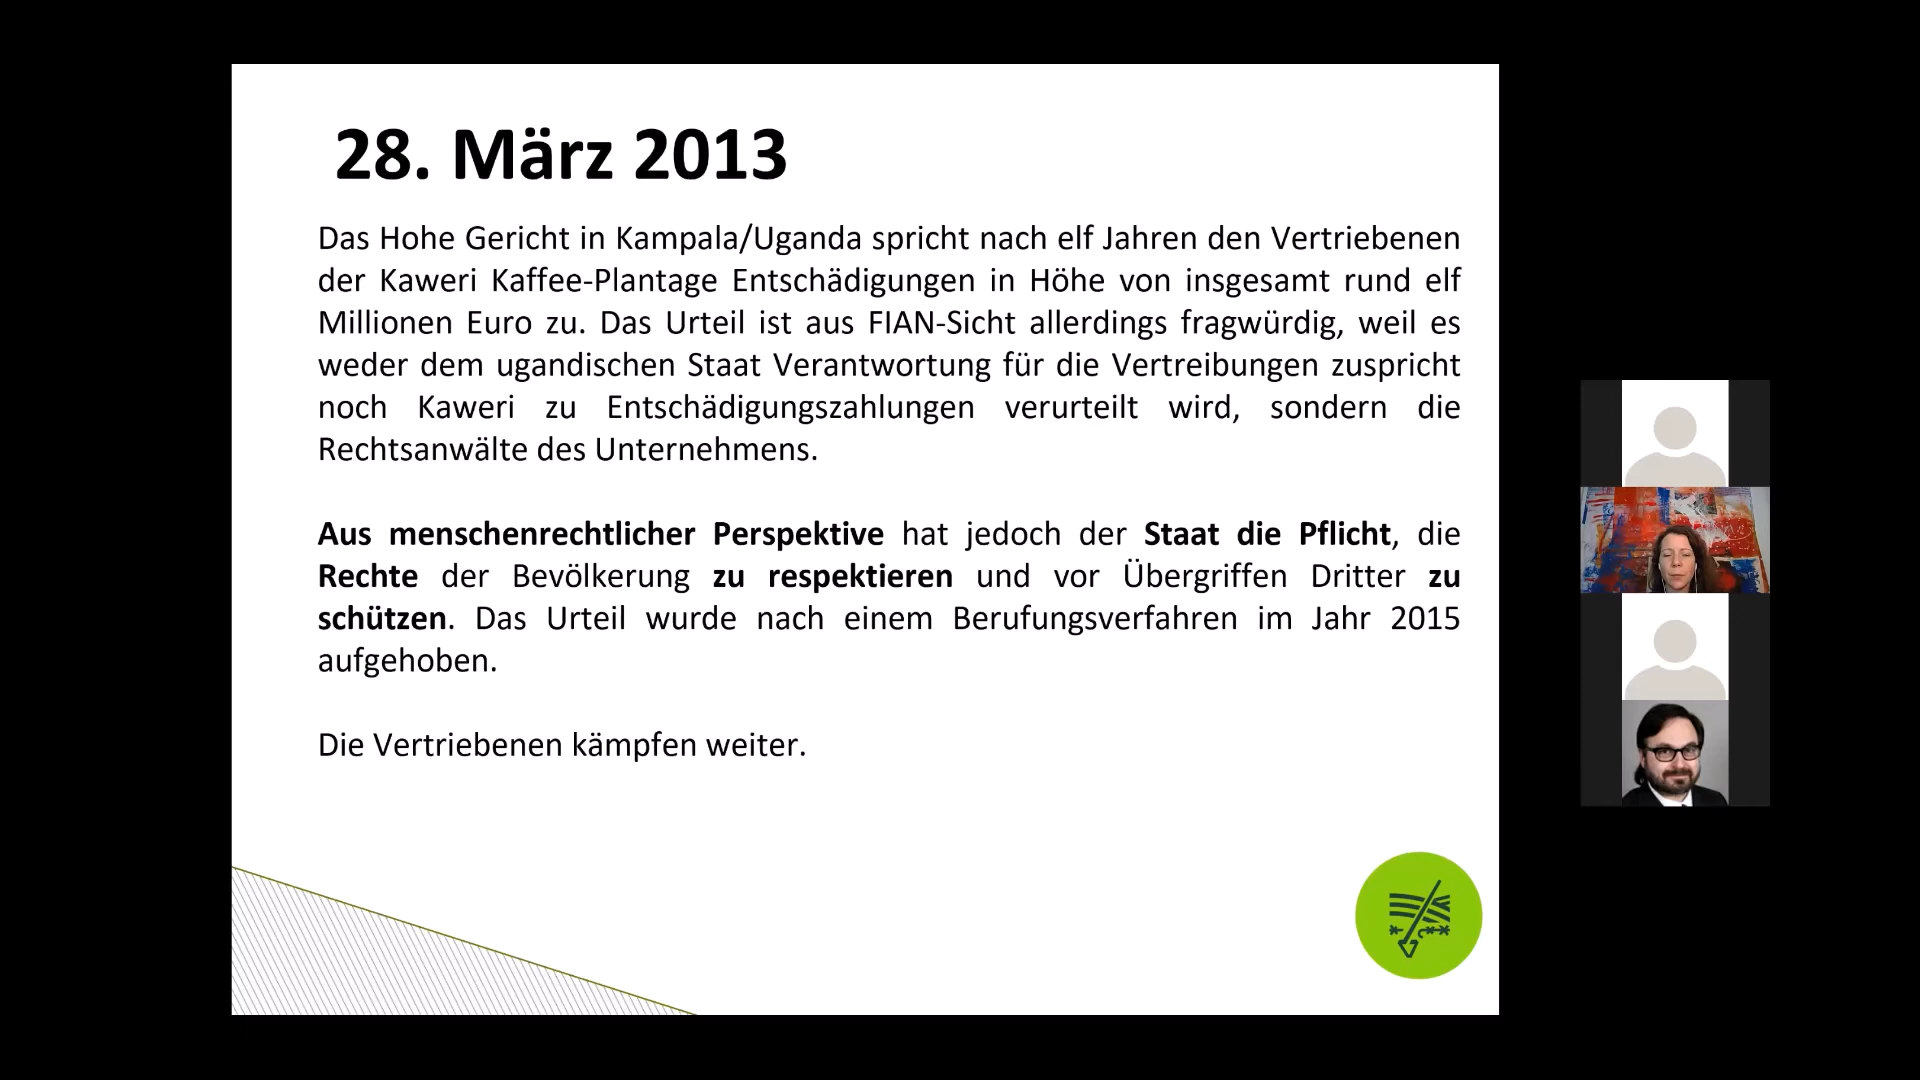 28. März 2013
Das Hohe Gericht in Kampala/Uganda spricht nach elf Jahren den Vertriebenen
der Kaweri Kaffee-Plantage Entschädigungen in Höhe von insgesamt rund elf
Millionen Euro zu. Das Urteil ist aus FIAN-Sicht allerdings fragwürdig, weil es
weder dem ugandischen Staat Verantwortung für die Vertreibungen zuspricht
noch Kaweri zu Entschädigungszahlungen verurteilt wird, sondern die
Rechtsanwälte des Unternehmens.
Aus menschenrechtlicher Perspektive hat jedoch der Staat die Pflicht, die
Rechte der Bevölkerung zu respektieren und vor Übergriffen Dritter zu
schützen. Das Urteil wurde nach einem Berufungsverfahren im Jahr 2015
aufgehoben.
Die Vertriebenen kämpfen weiter.